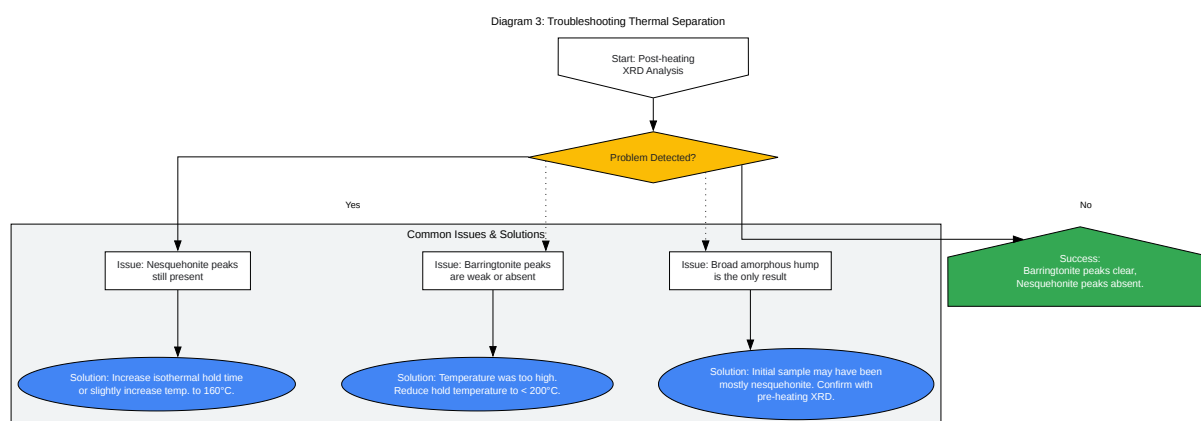 Diagram 3: Troubleshooting Thermal Separation
Start: Post-heating
XRD Analysis
Problem Detected?
Yes
No
Common Issues & Solutions
Issue: Nesquehonite peaks
still present
Issue: Barringtonite peaks
are weak or absent
Issue: Broad amorphous hump
is the only result
Success:
Barringtonite peaks clear,
Nesquehonite peaks absent.
Solution: Increase isothermal hold time
or slightly increase temp. to 160°C.
Solution: Temperature was too high.
Reduce hold temperature to < 200°C.
Solution: Initial sample may have been
mostly nesquehonite. Confirm with
pre-heating XRD.